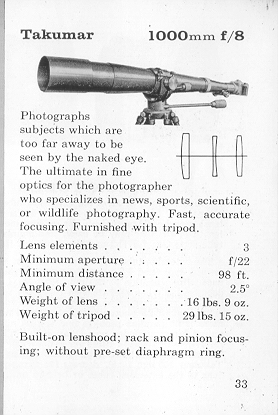 Takumar 1000mm f/8
Photographs
subjects which are
too far away to be
seen by the naked eye.
The ultimate in fine
optics for the photographer
who specializes in news, sports, scientific,
or wildlife photography. Fast, accurate
focusing. Furnished with tripod.
Lens elements . . . . . . 3
Minimum aperture . . . . . f/22
Minimum distance . . . . . 98 ft.
Angle of view . . . . . . 2.5°
Weight of lens . . . . . 16 lbs. 9 oz.
Weight of tripod . . . . . 29 lbs. 15 oz.
Built-on lenshood; rack and pinion focus-
ing; without pre-set diaphragm ring.
33